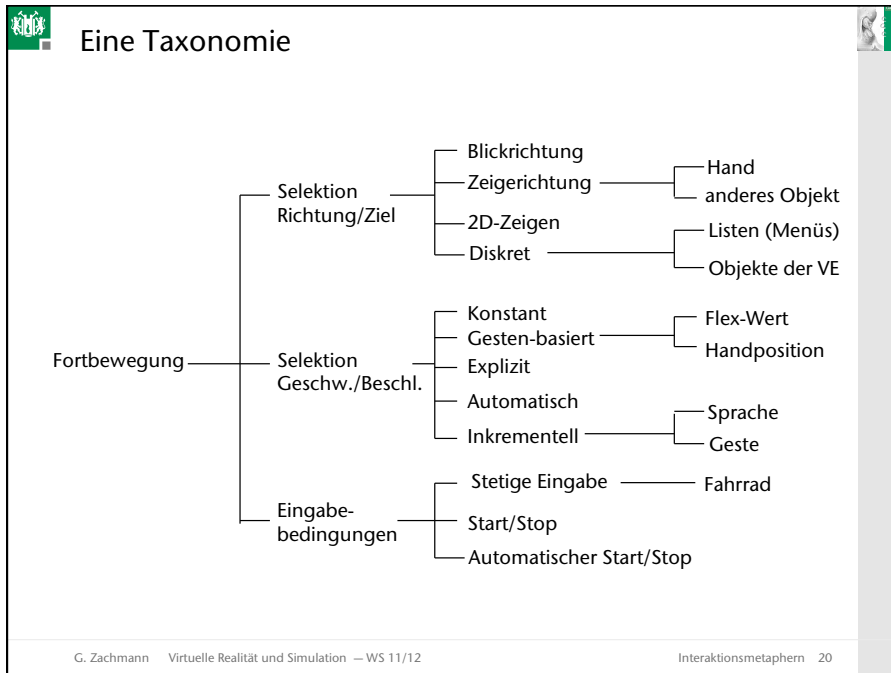 Eine Taxonomie
Fortbewegung
Selektion
Richtung/Ziel
Blickrichtung
Zeigerichtung
Hand
anderes Objekt
2D-Zeigen
Diskret
Listen (Menüs)
Objekte der VE
Selektion
Geschw./Beschl.
Konstant
Gesten-basiert
Flex-Wert
Handposition
Explizit
Automatisch
Inkrementell
Sprache
Geste
Eingabe-
bedingungen
Stetige Eingabe
Fahrrad
Start/Stop
Automatischer Start/Stop
G. Zachmann Virtuelle Realität und Simulation — WS 11/12 Interaktionsmetaphern 20